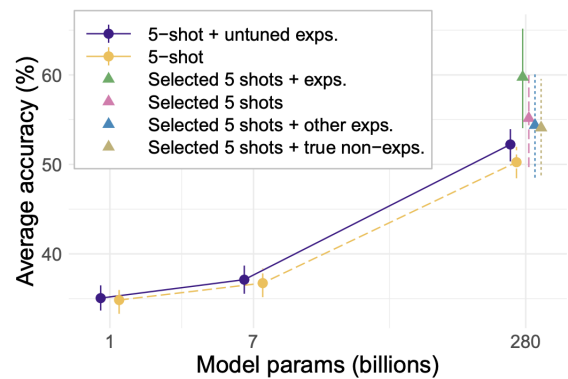 5−shot + untuned exps.
5−shot
Selected 5 shots + exps.
Selected 5 shots
Selected 5 shots + other exps.
Selected 5 shots + true non−exps.
Average accuracy (%)
60
50
40
1 7 280
Model params (billions)